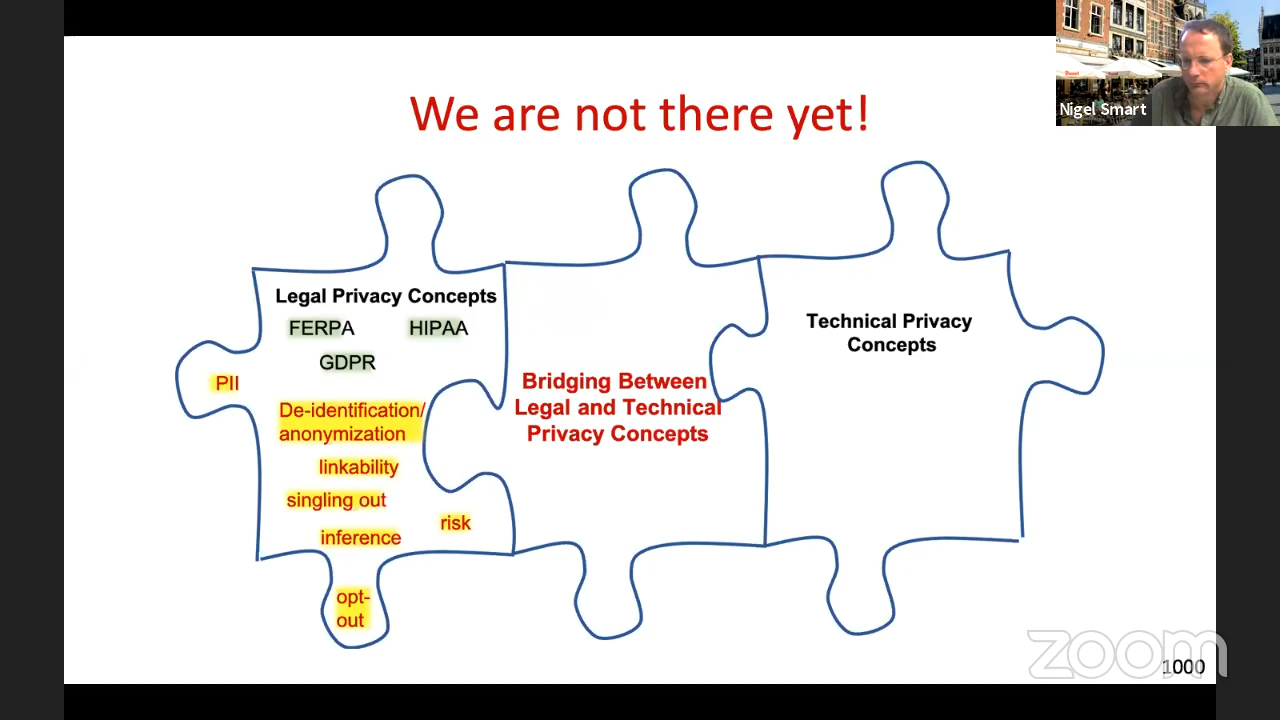 We are not there yet!
Nigel Smart
Legal Privacy Concepts
FERPA HIPAA
GDPR
PII
De-identification/
anonymization
linkability
singling out
risk
inference
opt-
out
Bridging Between
Legal and Technical
Privacy Concepts
Technical Privacy
Concepts
zoom
1000